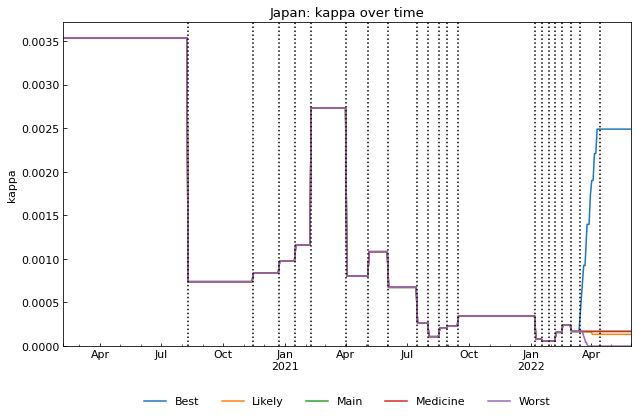 Japan: kappa over time
kappa
0.0035
0.0030
0.0025
0.0020
0.0015
0.0010
0.0005
0.0000
Apr Jul Oct Jan Apr Jul Oct Jan Apr
2021 2022
Best Likely Main Medicine Worst